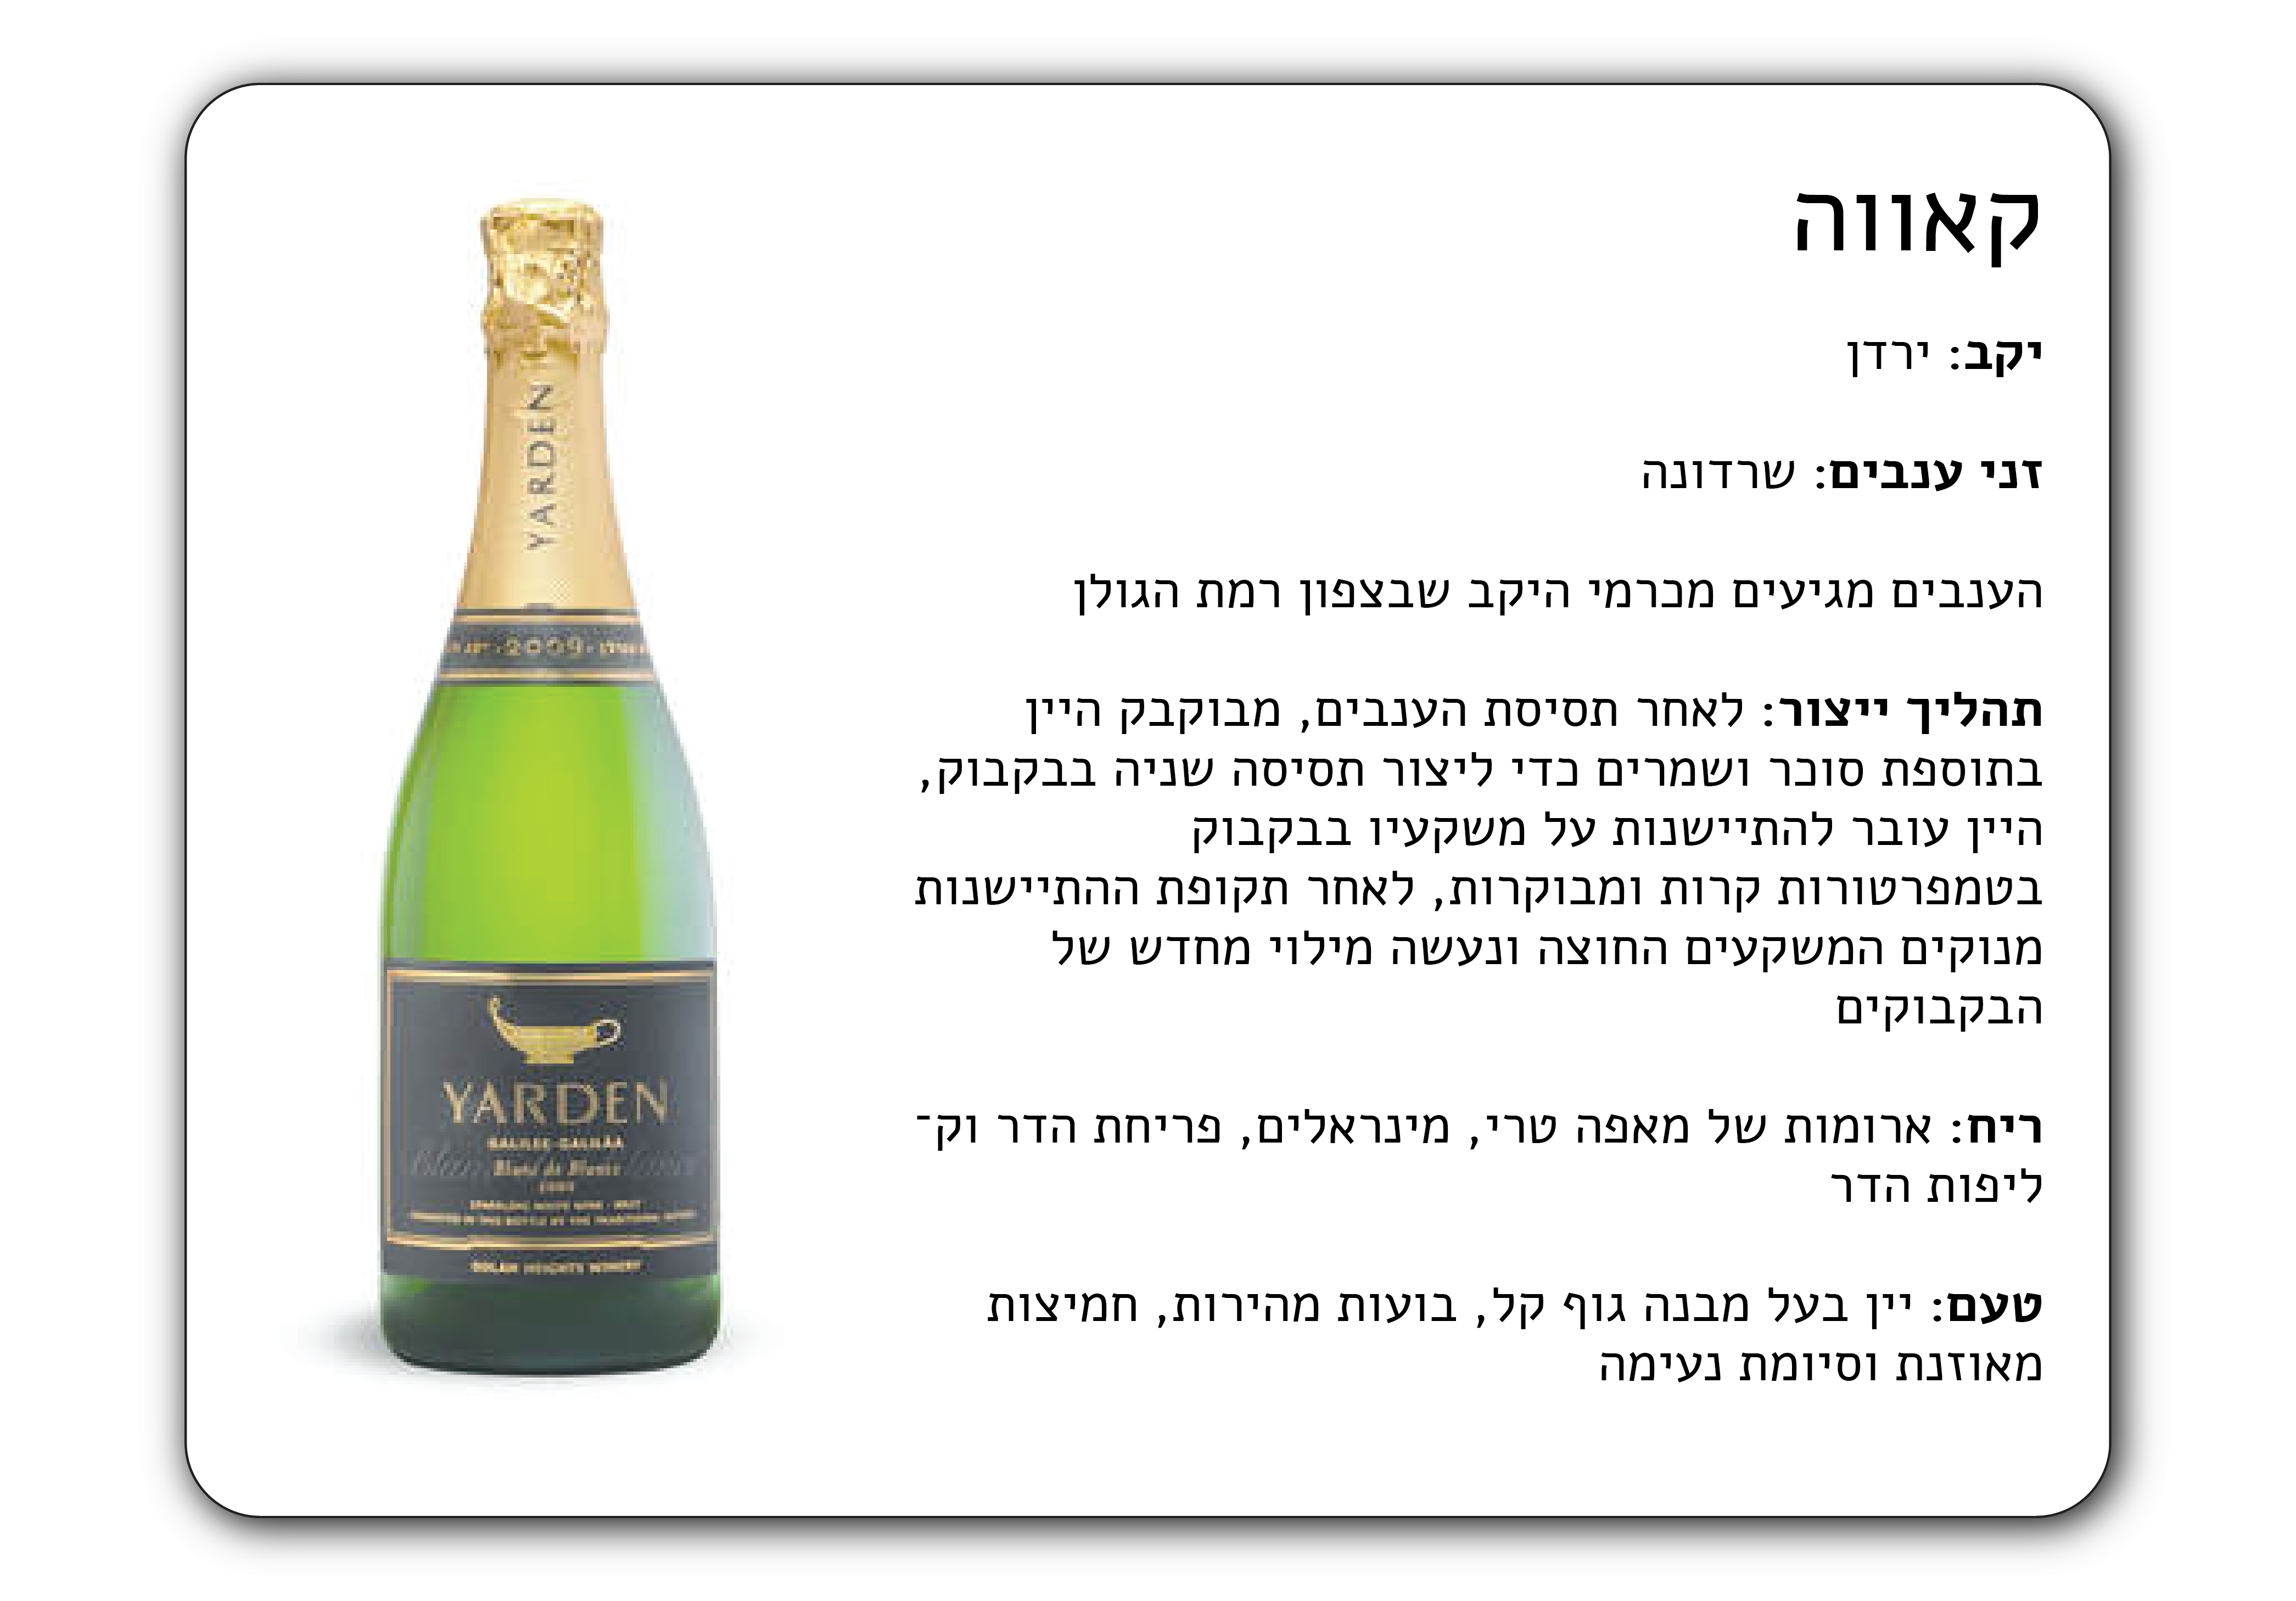 קאווה
יקב: ירדן
זני ענבים: שרדונה
הענבים מגיעים מכרמי היקב שבצפון רמת הגולן
תהליך ייצור: לאחר תסיסת הענבים, מבוקבק היין
בתוספת סוכר ושמרים כדי ליצור תסיסה שניה בבקבוק,
היין עובר להתיישנות על משקעיו בבקבוק
בטמפרטורות קרות ומבוקרות, לאחר תקופת ההתיישנות
מנוקים המשקעים החוצה ונעשה מילוי מחדש של
הבקבוקים
ריח: ארומות של מאפה טרי, מינראלים, פריחת הדר וק־
ליפות הדר
טעם: יין בעל מבנה גוף קל, בועות מהירות, חמיצות
מאוזנת וסיומת נעימה
YARDEN
2009
YARDEN
GALILEE · GALILÉE
Blanc de Blancs
GOLAN HEIGHTS WINERY